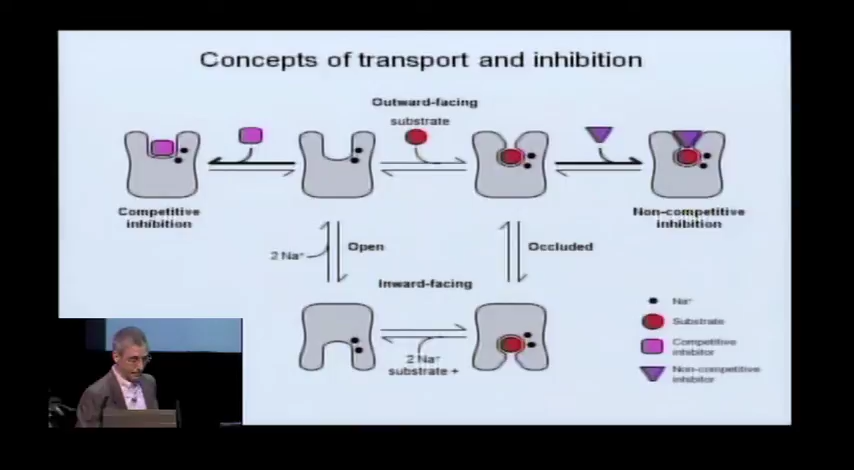 Concepts of transport and inhibition
Outward-facing
substrate
Competitive
inhibition
Non-competitive
inhibition
2 Na⁺
Open
Occluded
Inward-facing
2 Na⁺
substrate +
Na⁺
Substrate
Competitive
inhibitor
Non-competitive
inhibitor